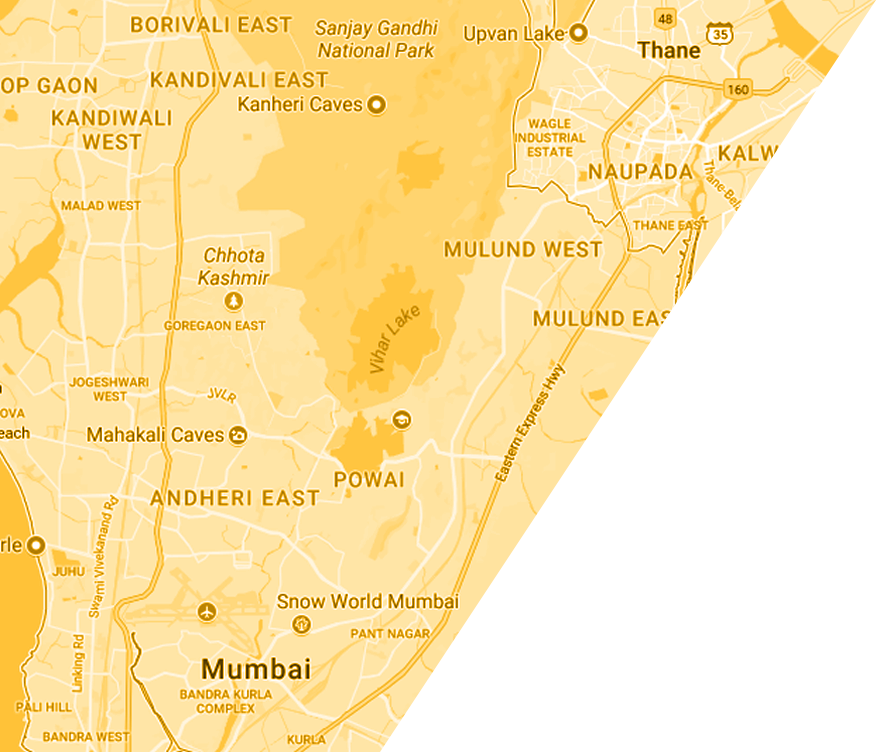 BORIVALI EAST
Sanjay Gandhi
National Park
Upvan Lake
48
35
Thane
OP GAON
KANDIVALI EAST
160
Kanheri Caves
KANDIWALI
WEST
WAGLE
INDUSTRIAL
ESTATE
KALW
NAUPADA
Thane-Bela
MALAD WEST
THANE EAST
MULUND WEST
Chhota
Kashmir
GOREGAON EAST
MULUND EAS
Vihar Lake
JOGESHWARI
WEST
JVLR
OVA
each
Mahakali Caves
Eastern Express Hwy
POWAI
ANDHERI EAST
Swami Vivekanand Rd
rle
JUHU
Snow World Mumbai
PANT NAGAR
Linking Rd
Mumbai
BANDRA KURLA
COMPLEX
PALI HILL
BANDRA WEST
KURLA